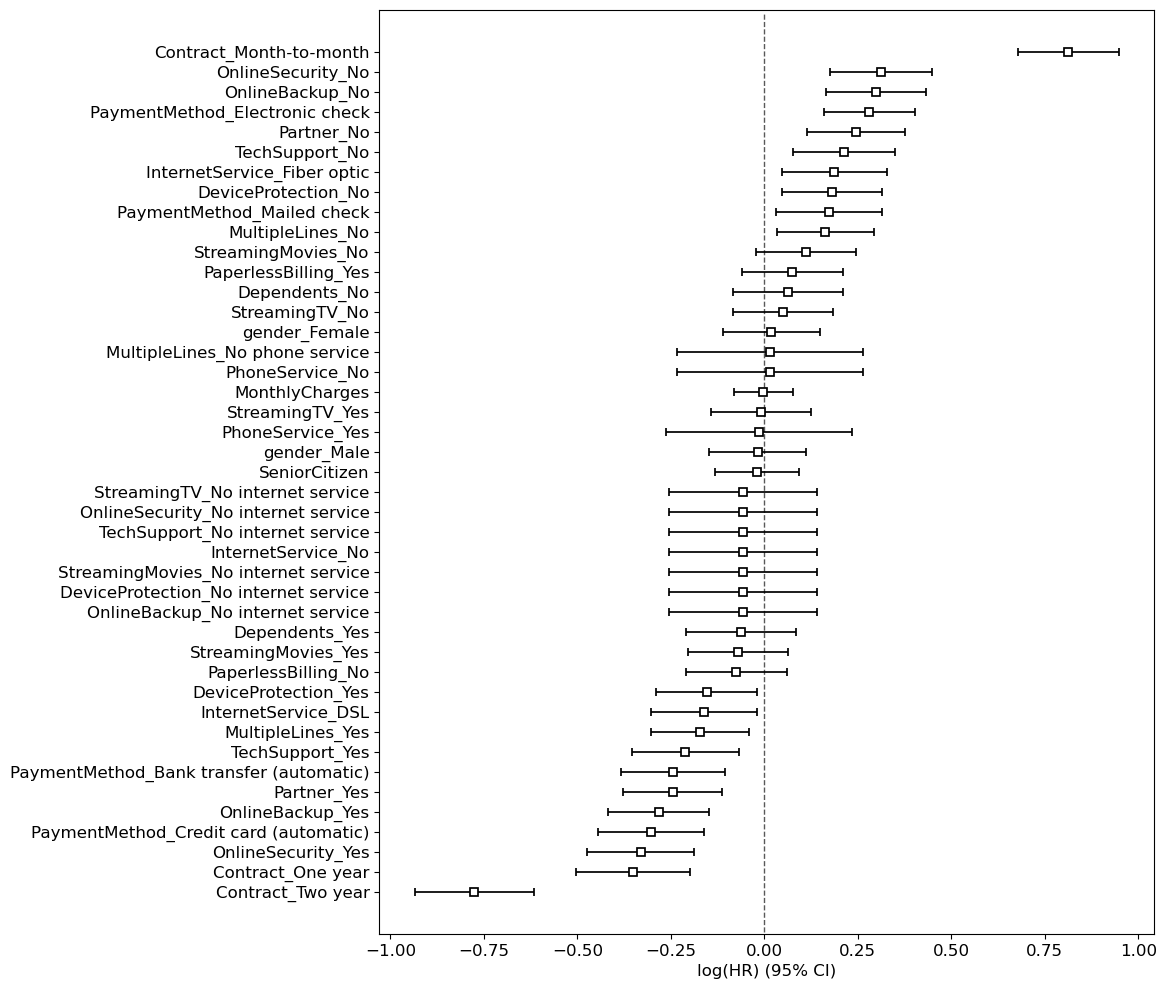 Contract_Month-to-month
OnlineSecurity_No
OnlineBackup_No
PaymentMethod_Electronic check
Partner_No
TechSupport_No
InternetService_Fiber optic
DeviceProtection_No
PaymentMethod_Mailed check
MultipleLines_No
StreamingMovies_No
PaperlessBilling_Yes
Dependents_No
StreamingTV_No
gender_Female
MultipleLines_No phone service
PhoneService_No
MonthlyCharges
StreamingTV_Yes
PhoneService_Yes
gender_Male
SeniorCitizen
StreamingTV_No internet service
OnlineSecurity_No internet service
TechSupport_No internet service
InternetService_No
StreamingMovies_No internet service
DeviceProtection_No internet service
OnlineBackup_No internet service
Dependents_Yes
StreamingMovies_Yes
PaperlessBilling_No
DeviceProtection_Yes
InternetService_DSL
MultipleLines_Yes
TechSupport_Yes
PaymentMethod_Bank transfer (automatic)
Partner_Yes
OnlineBackup_Yes
PaymentMethod_Credit card (automatic)
OnlineSecurity_Yes
Contract_One year
Contract_Two year
−1.00 −0.75 −0.50 −0.25 0.00 0.25 0.50 0.75 1.00
log(HR) (95% CI)